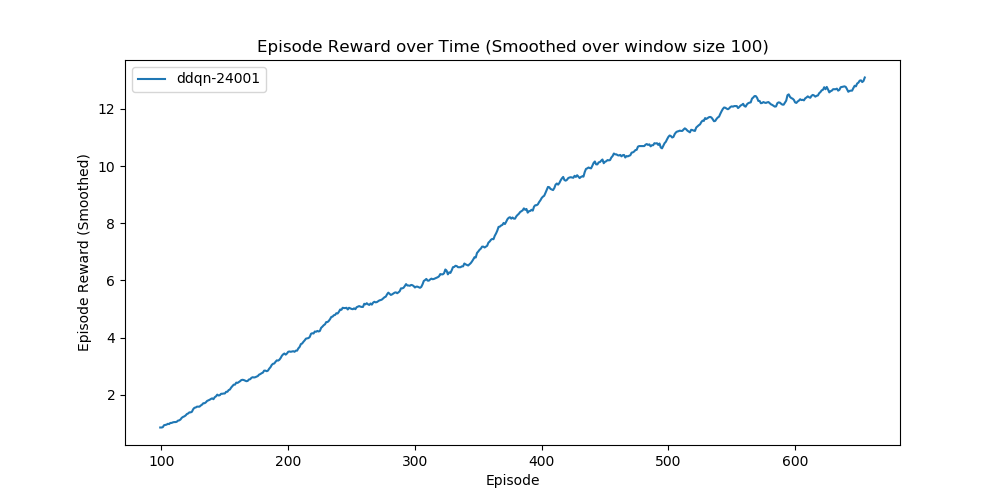 Episode Reward over Time (Smoothed over window size 100)
ddqn-24001
Episode Reward (Smoothed)
12
10
8
6
4
2
100 200 300 400 500 600
Episode